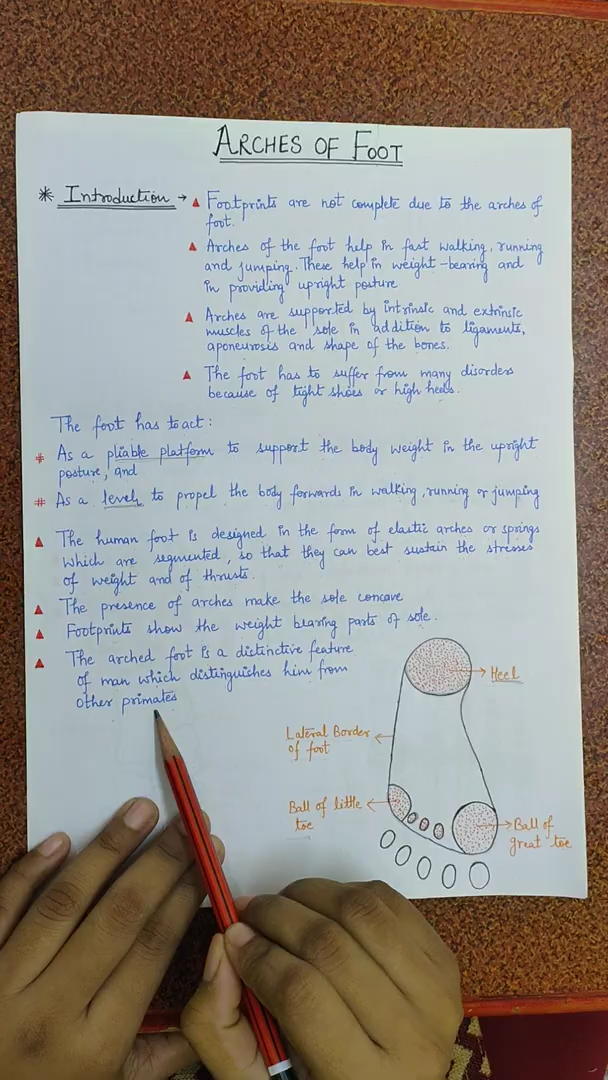 ARCHES OF FOOT
* Introduction → ▲ Footprints are not complete due to the arches of
foot.
▲ Arches of the foot help in fast walking, running
and jumping. These help in weight-bearing and
in providing upright posture
▲ Arches are supported by intrinsic and extrinsic
muscles of the sole in addition to ligaments,
aponeurosis and shape of the bones.
▲ The foot has to suffer from many disorders
because of tight shoes or high heels.
The foot has to act :
# As a pliable platform to support the body weight in the upright
posture, and
# As a level to propel the body forwards in walking, running or jumping
▲ The human foot is designed in the form of elastic arches or springs
which are segmented, so that they can best sustain the stresses
of weight and of thrusts.
▲ The presence of arches make the sole concave
▲ Footprints show the weight bearing parts of sole.
▲ The arched foot is a distinctive feature
of man which distinguishes him from
other primates
Heel
Lateral Border
of foot
Ball of little
toe
Ball of
great toe